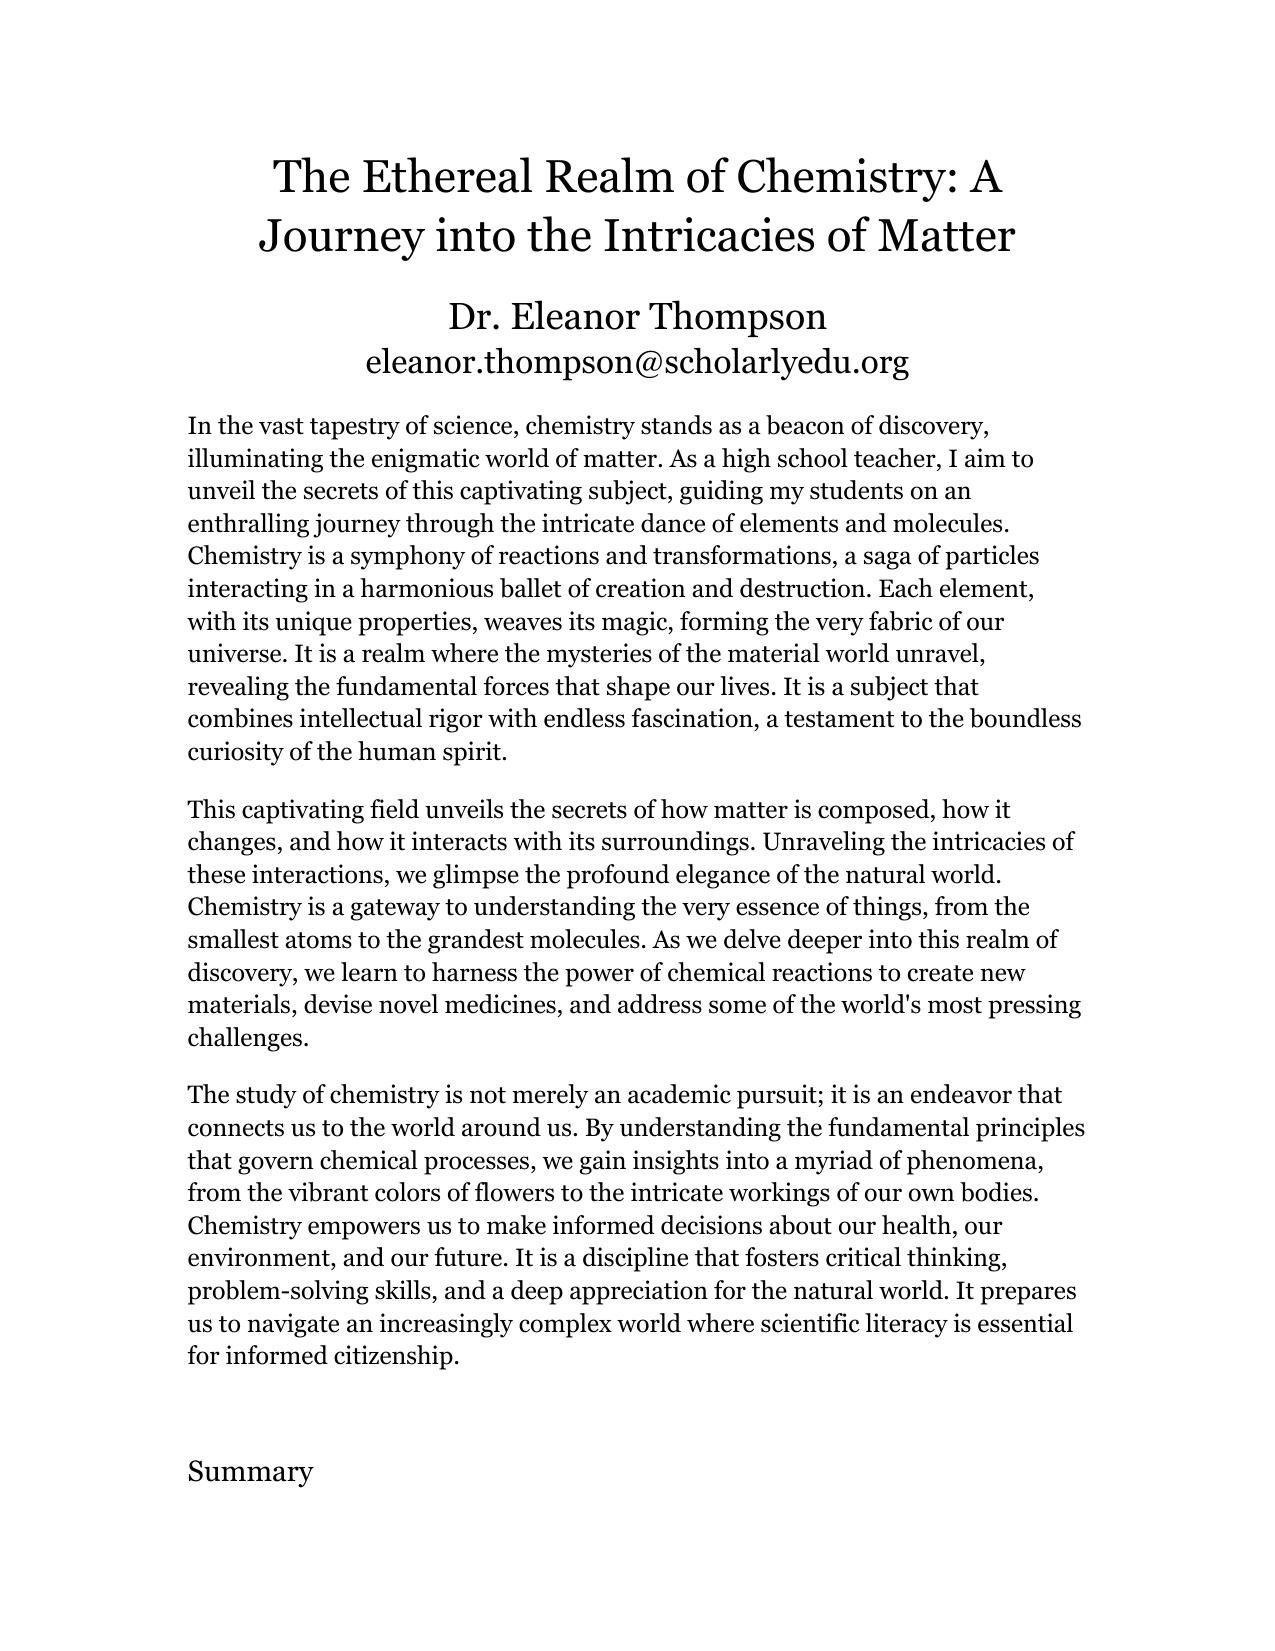 The Ethereal Realm of Chemistry: A
Journey into the Intricacies of Matter
Dr. Eleanor Thompson
eleanor.thompson@scholarlyedu.org
In the vast tapestry of science, chemistry stands as a beacon of discovery,
illuminating the enigmatic world of matter. As a high school teacher, I aim to
unveil the secrets of this captivating subject, guiding my students on an
enthralling journey through the intricate dance of elements and molecules.
Chemistry is a symphony of reactions and transformations, a saga of particles
interacting in a harmonious ballet of creation and destruction. Each element,
with its unique properties, weaves its magic, forming the very fabric of our
universe. It is a realm where the mysteries of the material world unravel,
revealing the fundamental forces that shape our lives. It is a subject that
combines intellectual rigor with endless fascination, a testament to the boundless
curiosity of the human spirit.
This captivating field unveils the secrets of how matter is composed, how it
changes, and how it interacts with its surroundings. Unraveling the intricacies of
these interactions, we glimpse the profound elegance of the natural world.
Chemistry is a gateway to understanding the very essence of things, from the
smallest atoms to the grandest molecules. As we delve deeper into this realm of
discovery, we learn to harness the power of chemical reactions to create new
materials, devise novel medicines, and address some of the world's most pressing
challenges.
The study of chemistry is not merely an academic pursuit; it is an endeavor that
connects us to the world around us. By understanding the fundamental principles
that govern chemical processes, we gain insights into a myriad of phenomena,
from the vibrant colors of flowers to the intricate workings of our own bodies.
Chemistry empowers us to make informed decisions about our health, our
environment, and our future. It is a discipline that fosters critical thinking,
problem-solving skills, and a deep appreciation for the natural world. It prepares
us to navigate an increasingly complex world where scientific literacy is essential
for informed citizenship.
Summary